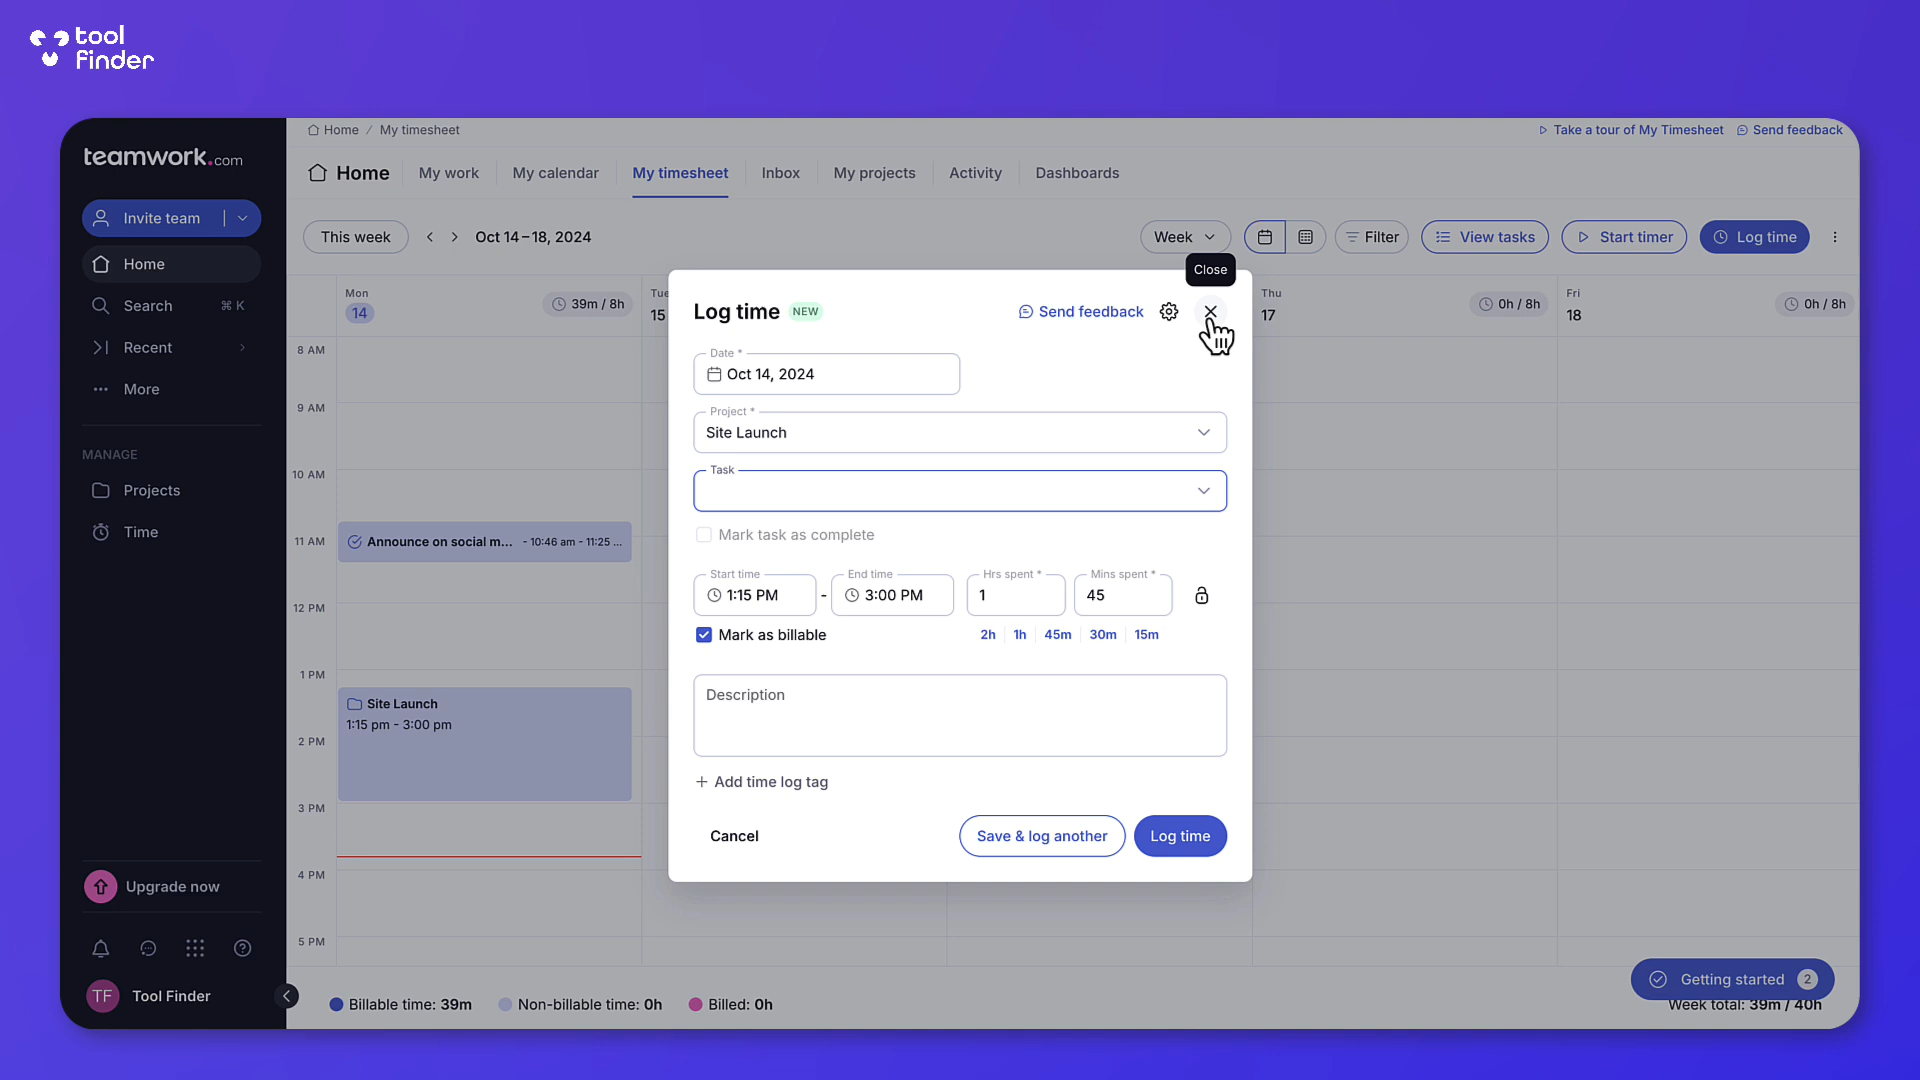 tool
finder
teamwork.com
Invite team
Home
Search ⌘ K
Recent
More
MANAGE
Projects
Time
Upgrade now
TF Tool Finder
Home / My timesheet
Take a tour of My Timesheet Send feedback
Home My work My calendar My timesheet Inbox My projects Activity Dashboards
This week Oct 14–18, 2024 Week Filter View tasks Start timer Log time
Mon
14
39m / 8h
Tue
15
Thu
17
0h / 8h
Fri
18
0h / 8h
8 AM
9 AM
10 AM
11 AM
12 PM
1 PM
2 PM
3 PM
4 PM
5 PM
Announce on social m... - 10:46 am - 11:25 ...
Site Launch
1:15 pm - 3:00 pm
Close
Log time NEW Send feedback
Date *
Oct 14, 2024
Project *
Site Launch
Task
Mark task as complete
Start time End time Hrs spent * Mins spent *
1:15 PM - 3:00 PM 1 45
Mark as billable 2h 1h 45m 30m 15m
Description
+ Add time log tag
Cancel Save & log another Log time
Getting started 2
Billable time: 39m Non-billable time: 0h Billed: 0h Week total: 39m / 40h